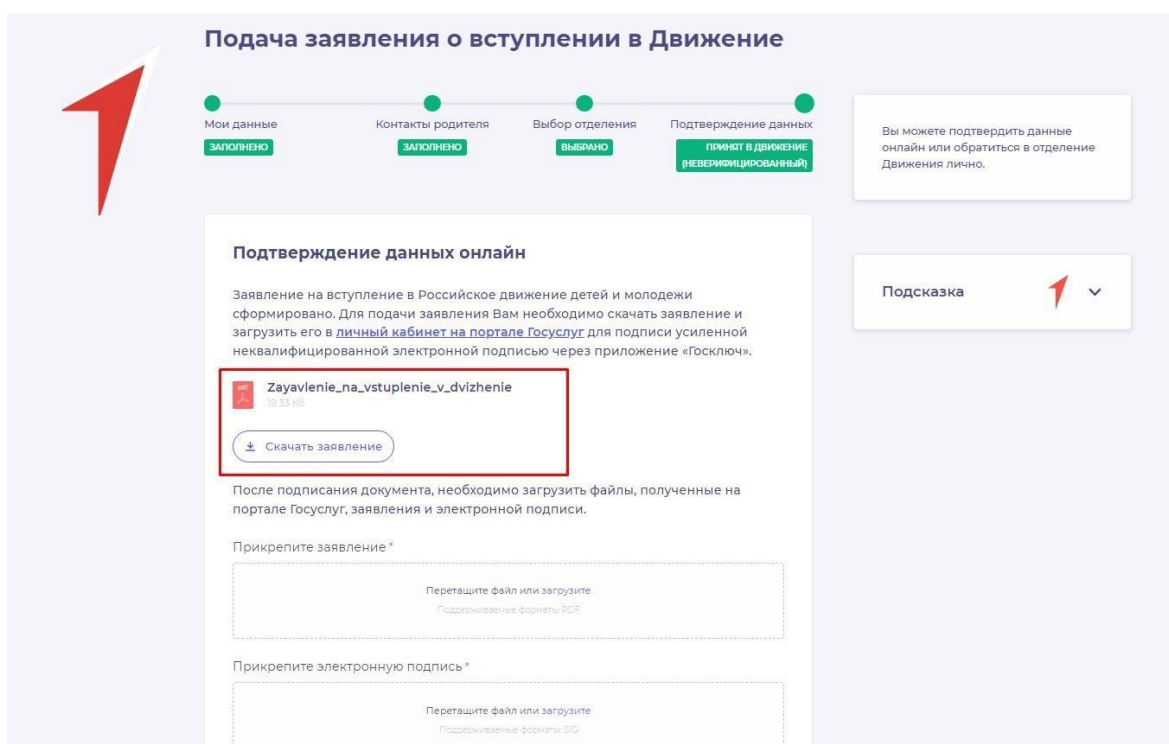 Подача заявления о вступлении в Движение
Мои данные
ЗАПОЛНЕНО
Контакты родителя
ЗАПОЛНЕНО
Выбор отделения
ВЫБРАНО
Подтверждение данных
ПРИНЯТ В ДВИЖЕНИЕ
(НЕВЕРИФИЦИРОВАННЫЙ)
Вы можете подтвердить данные
онлайн или обратиться в отделение
Движения лично.
Подсказка
Подтверждение данных онлайн
Заявление на вступление в Российское движение детей и молодежи
сформировано. Для подачи заявления Вам необходимо скачать заявление и
загрузить его в личный кабинет на портале Госуслуг для подписи усиленной
неквалифицированной электронной подписью через приложение «Госключ».
pdf
Zayavlenie_na_vstuplenie_v_dvizhenie
19.33 Кб
Скачать заявление
После подписания документа, необходимо загрузить файлы, полученные на
портале Госуслуг, заявления и электронной подписи.
Прикрепите заявление *
Перетащите файл или загрузите
Поддерживаемые форматы: PDF
Прикрепите электронную подпись *
Перетащите файл или загрузите
Поддерживаемые форматы: SIG